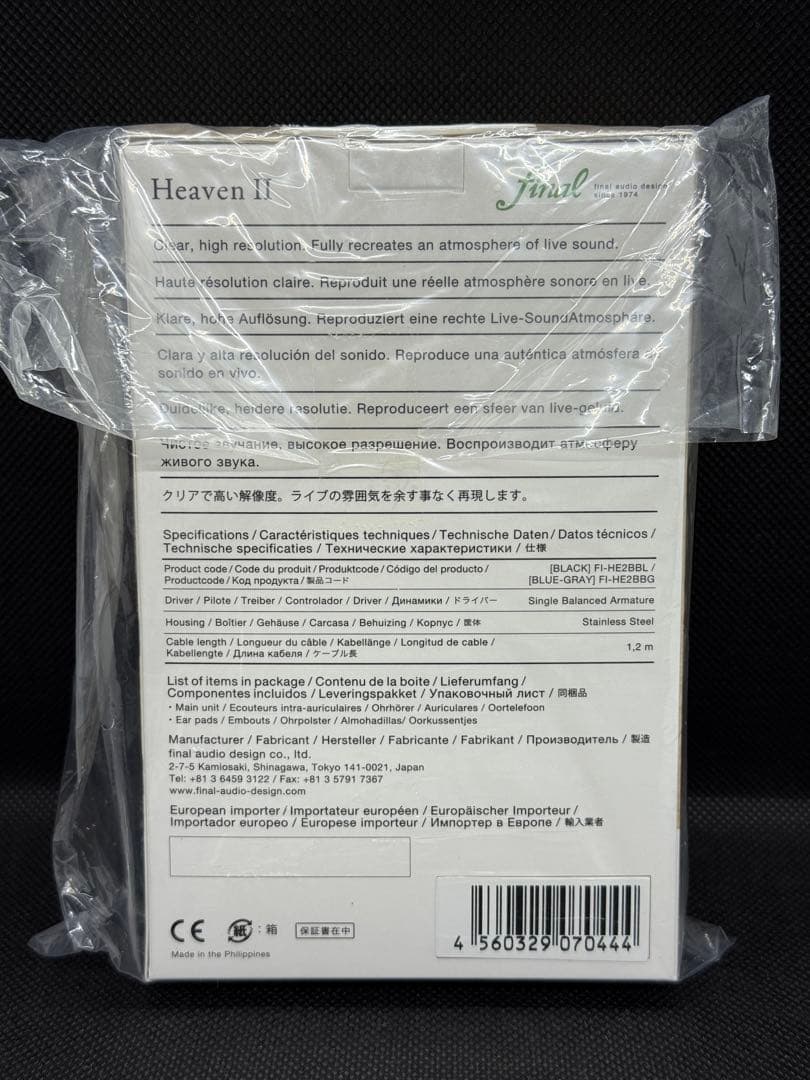 Heaven II
final
final audio design
since 1974
Clear, high resolution. Fully recreates an atmosphere of live sound.
Haute résolution claire. Reproduit une réelle atmosphère sonore en live.
Klare, hohe Auflösung. Reproduziert eine rechte Live-SoundAtmosphäre.
Clara y alta resolución del sonido. Reproduce una auténtica atmósfera de
sonido en vivo.
Duidelijke, heldere resolutie. Reproduceert een sfeer van live-geluid.
Чистое звучание, высокое разрешение. Воспроизводит атмосферу
живого звука.
クリアで高い解像度。ライブの雰囲気を余す事なく再現します。
Specifications / Caractéristiques techniques / Technische Daten / Datos técnicos /
Technische specificaties / Технические характеристики / 仕様
Product code / Code du produit / Produktcode / Código del producto /
Productcode / Код продукта / 製品コード
[BLACK] FI-HE2BBL /
[BLUE-GRAY] FI-HE2BBG
Driver / Pilote / Treiber / Controlador / Driver / Динамики / ドライバー
Single Balanced Armature
Housing / Boîtier / Gehäuse / Carcasa / Behuizing / Корпус / 筐体
Stainless Steel
Cable length / Longueur du câble / Kabellänge / Longitud de cable /
Kabellengte / Длина кабеля / ケーブル長
1,2 m
List of items in package / Contenu de la boite / Lieferumfang /
Componentes incluidos / Leveringspakket / Упаковочный лист / 同梱品
・Main unit / Ecouteurs intra-auriculaires / Ohrhörer / Auriculares / Oortelefoon
・Ear pads / Embouts / Ohrpolster / Almohadillas/ Oorkussentjes
Manufacturer / Fabricant / Hersteller / Fabricante / Fabrikant / Производитель / 製造
final audio design co., ltd.
2-7-5 Kamiosaki, Shinagawa, Tokyo 141-0021, Japan
Tel: +81 3 6459 3122 / Fax: +81 3 5791 7367
www.final-audio-design.com
European importer / Importateur européen / Europäischer Importeur /
Importador europeo / Europese importeur / Импортер в Европе / 輸入業者
CE 紙 : 箱 保証書在中
Made in the Philippines
4 560329 070444